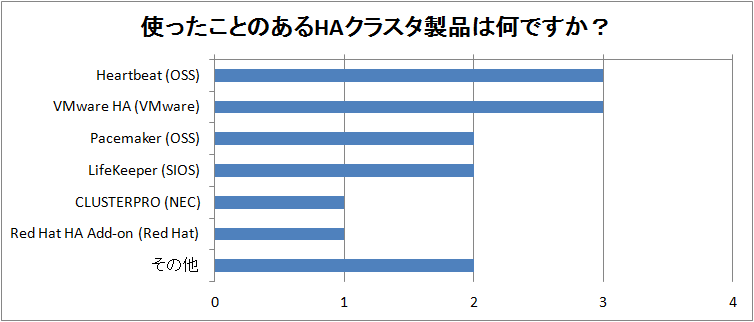 使ったことのあるHAクラスタ製品は何ですか？
Heartbeat (OSS)
VMware HA (VMware)
Pacemaker (OSS)
LifeKeeper (SIOS)
CLUSTERPRO (NEC)
Red Hat HA Add-on (Red Hat)
その他
0 1 2 3 4